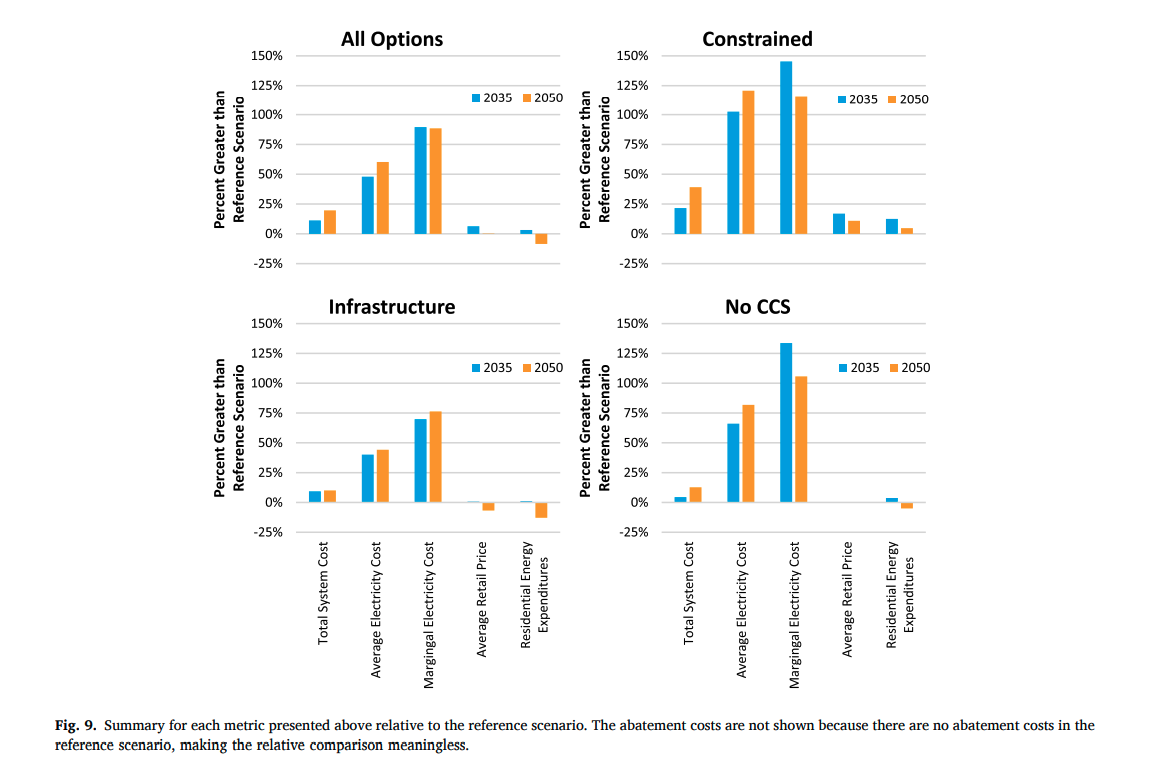 All Options
150%
125%
100%
75%
50%
25%
0%
-25%
Percent Greater than
Reference Scenario
2035 2050
Constrained
150%
125%
100%
75%
50%
25%
0%
-25%
Percent Greater than
Reference Scenario
2035 2050
Infrastructure
150%
125%
100%
75%
50%
25%
0%
-25%
Percent Greater than
Reference Scenario
2035 2050
Total System Cost
Average Electricity Cost
Margingal Electricity Cost
Average Retail Price
Residential Energy
Expenditures
No CCS
150%
125%
100%
75%
50%
25%
0%
-25%
Percent Greater than
Reference Scenario
2035 2050
Total System Cost
Average Electricity Cost
Margingal Electricity Cost
Average Retail Price
Residential Energy
Expenditures
Fig. 9. Summary for each metric presented above relative to the reference scenario. The abatement costs are not shown because there are no abatement costs in the
reference scenario, making the relative comparison meaningless.